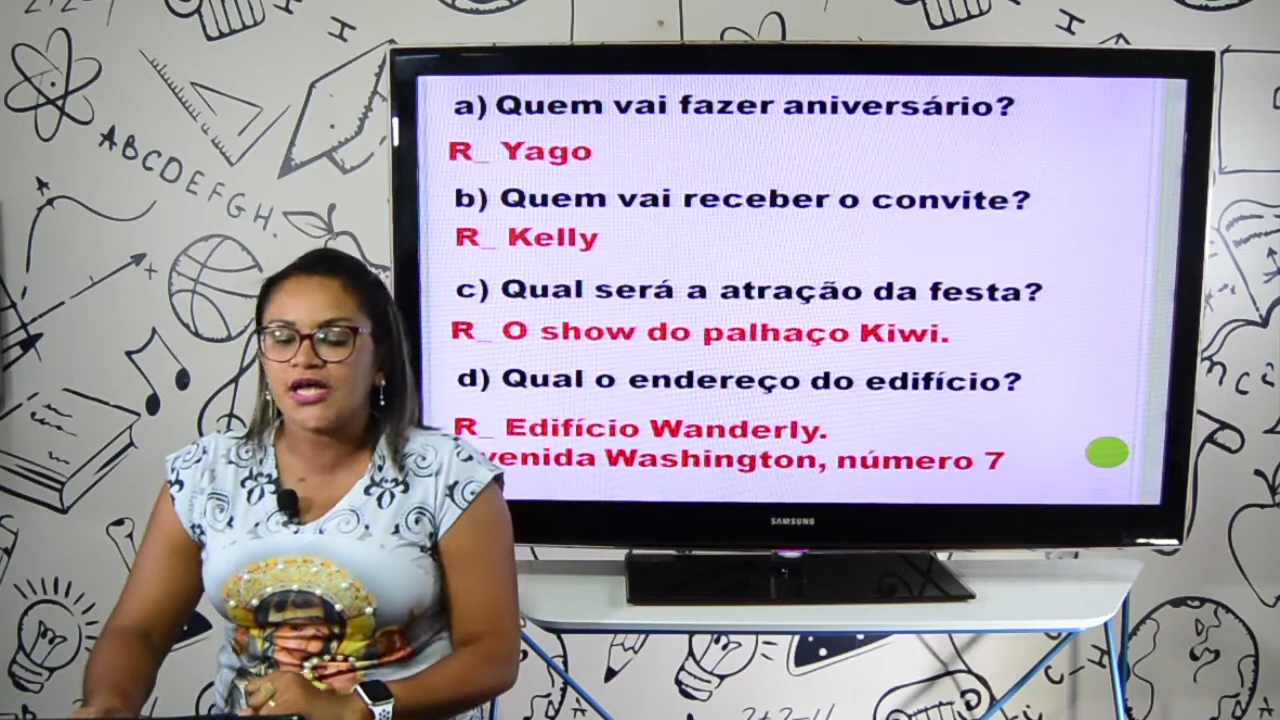 a) Quem vai fazer aniversário?
R_ Yago
b) Quem vai receber o convite?
R_ Kelly
c) Qual será a atração da festa?
R_ O show do palhaço Kiwi.
d) Qual o endereço do edifício?
R_ Edifício Wanderly.
venida Washington, número 7
SAMSUNG
ABCDEFGH.